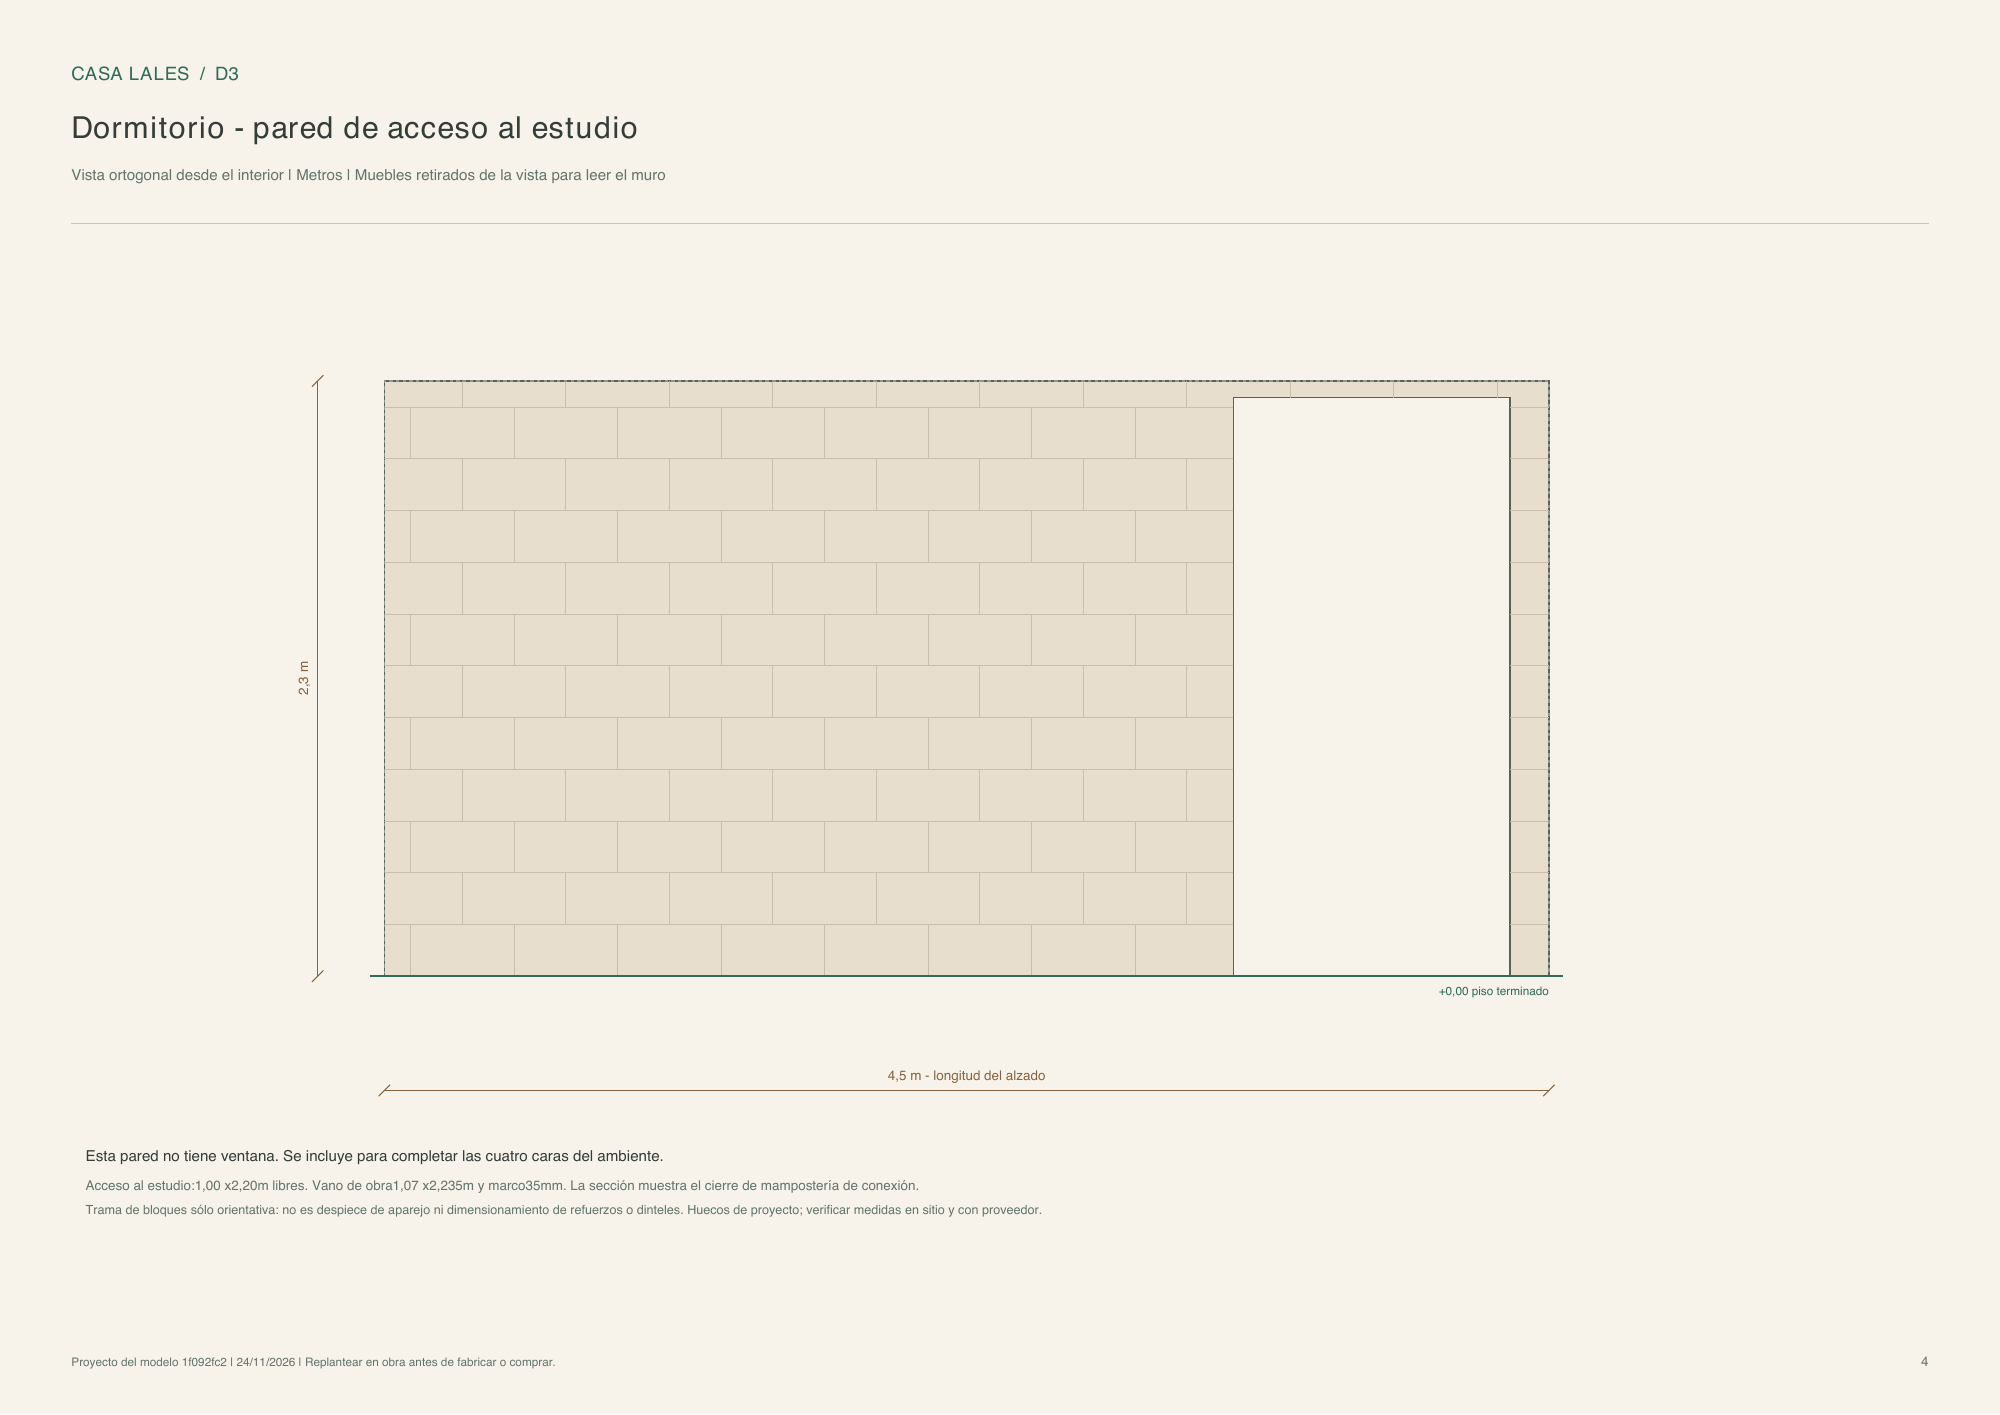 CASA LALES / D3
Dormitorio - pared de acceso al estudio
Vista ortogonal desde el interior | Metros | Muebles retirados de la vista para leer el muro
2,3 m
+0,00 piso terminado
4,5 m - longitud del alzado
Esta pared no tiene ventana. Se incluye para completar las cuatro caras del ambiente.
Acceso al estudio:1,00 x2,20m libres. Vano de obra1,07 x2,235m y marco35mm. La sección muestra el cierre de mampostería de conexión.
Trama de bloques sólo orientativa: no es despiece de aparejo ni dimensionamiento de refuerzos o dinteles. Huecos de proyecto; verificar medidas en sitio y con proveedor.
Proyecto del modelo 1f092fc2 | 24/11/2026 | Replantear en obra antes de fabricar o comprar.
4